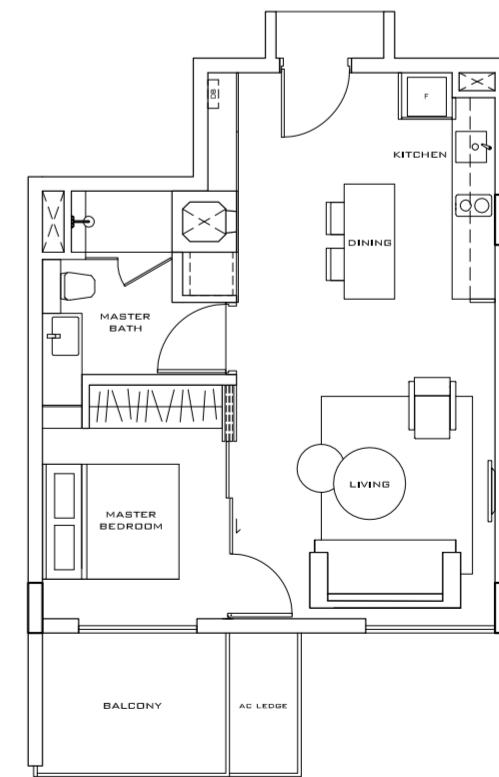 DB
F
KITCHEN
DINING
MASTER
BATH
LIVING
MASTER
BEDROOM
BALCONY
AC LEDGE